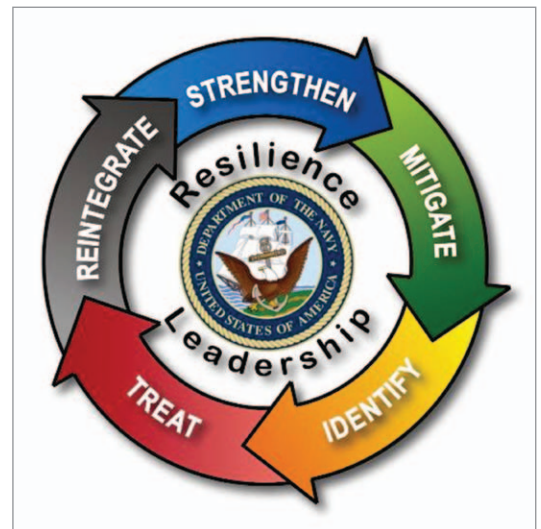 STRENGTHEN
MITIGATE
IDENTIFY
TREAT
REINTEGRATE
Resilience
DEPARTMENT OF THE NAVY
UNITED STATES OF AMERICA
Leadership